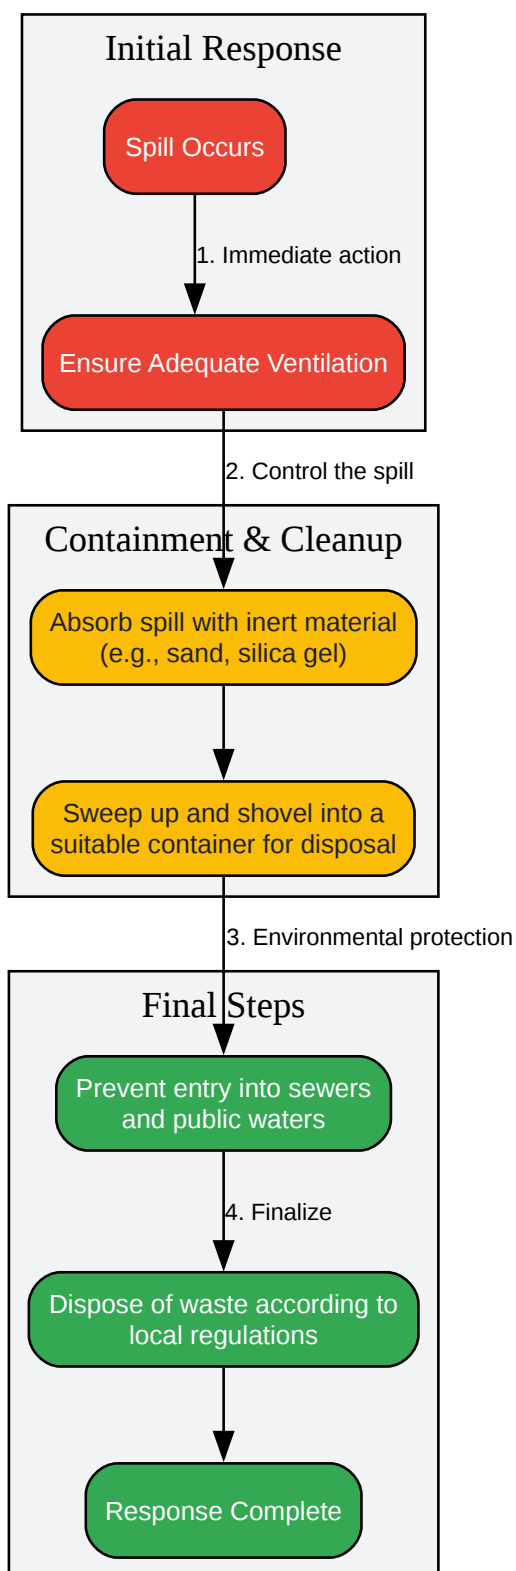 Initial Response
Spill Occurs
1. Immediate action
Ensure Adequate Ventilation
2. Control the spill
Containment & Cleanup
Absorb spill with inert material
(e.g., sand, silica gel)
Sweep up and shovel into a
suitable container for disposal
3. Environmental protection
Final Steps
Prevent entry into sewers
and public waters
4. Finalize
Dispose of waste according to
local regulations
Response Complete